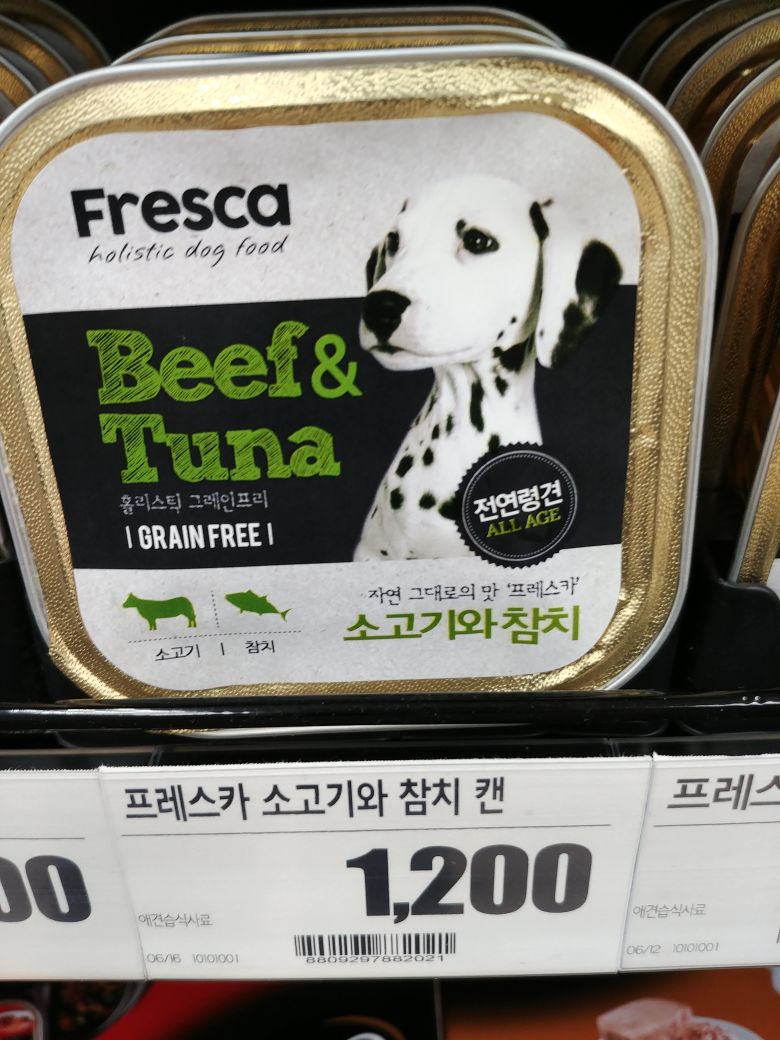 Fresca
holistic dog food
Beef &
Tuna
홀리스틱 그레인프리
| GRAIN FREE |
전연령견
ALL AGE
소고기 | 참치
자연 그대로의 맛 '프레스카'
소고기와 참치
프레스카 소고기와 참치 캔
1,200
애견습식사료
06/16 10101001
8809297882021
00
프레스
애견습식사료
06/12 10101001